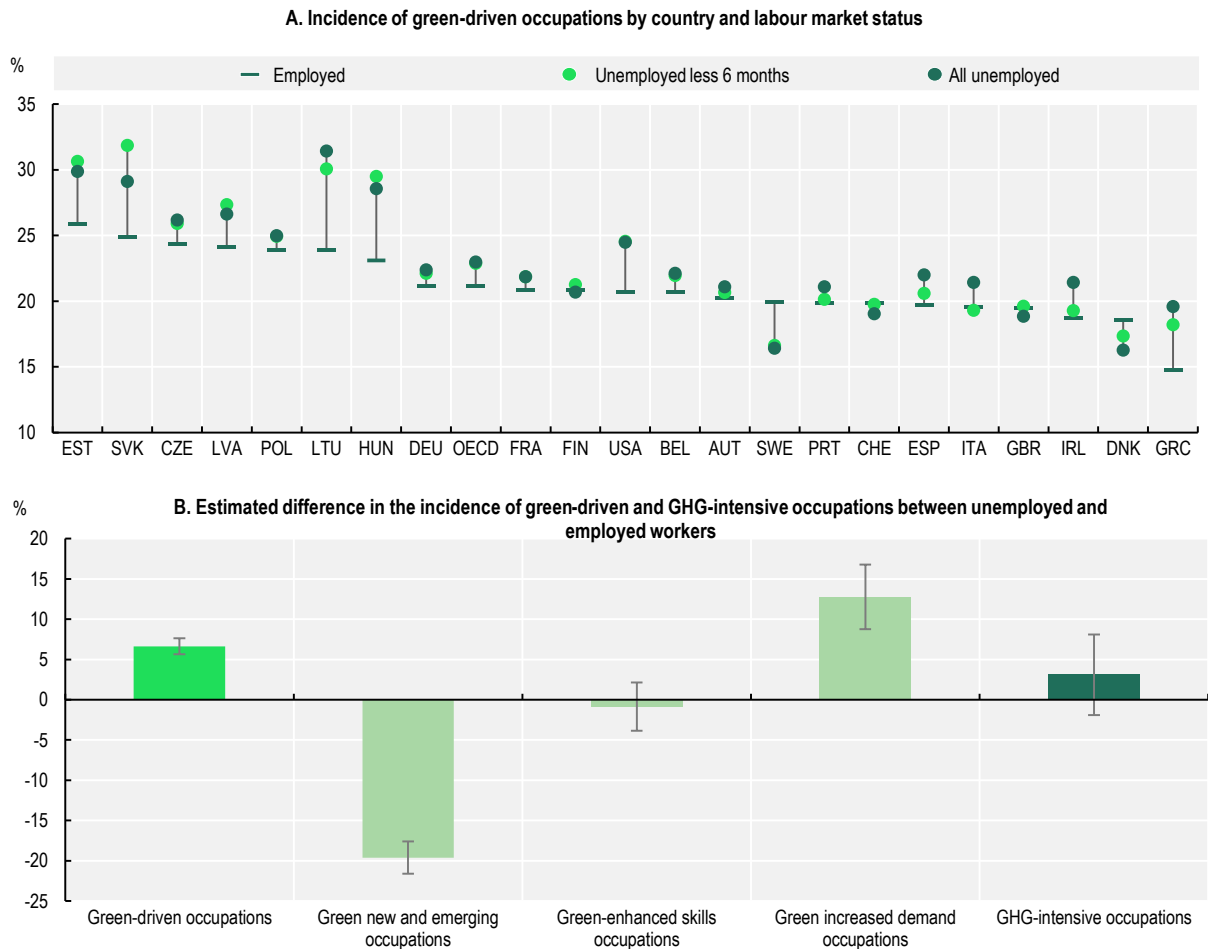 A. Incidence of green-driven occupations by country and labour market status
%
Employed
Unemployed less 6 months
All unemployed
35
30
25
20
15
10
EST SVK CZE LVA POL LTU HUN DEU OECD FRA FIN USA BEL AUT SWE PRT CHE ESP ITA GBR IRL DNK GRC
%
B. Estimated difference in the incidence of green-driven and GHG-intensive occupations between unemployed and
employed workers
20
15
10
5
0
-5
-10
-15
-20
-25
Green-driven occupations
Green new and emerging
occupations
Green-enhanced skills
occupations
Green increased demand
occupations
GHG-intensive occupations